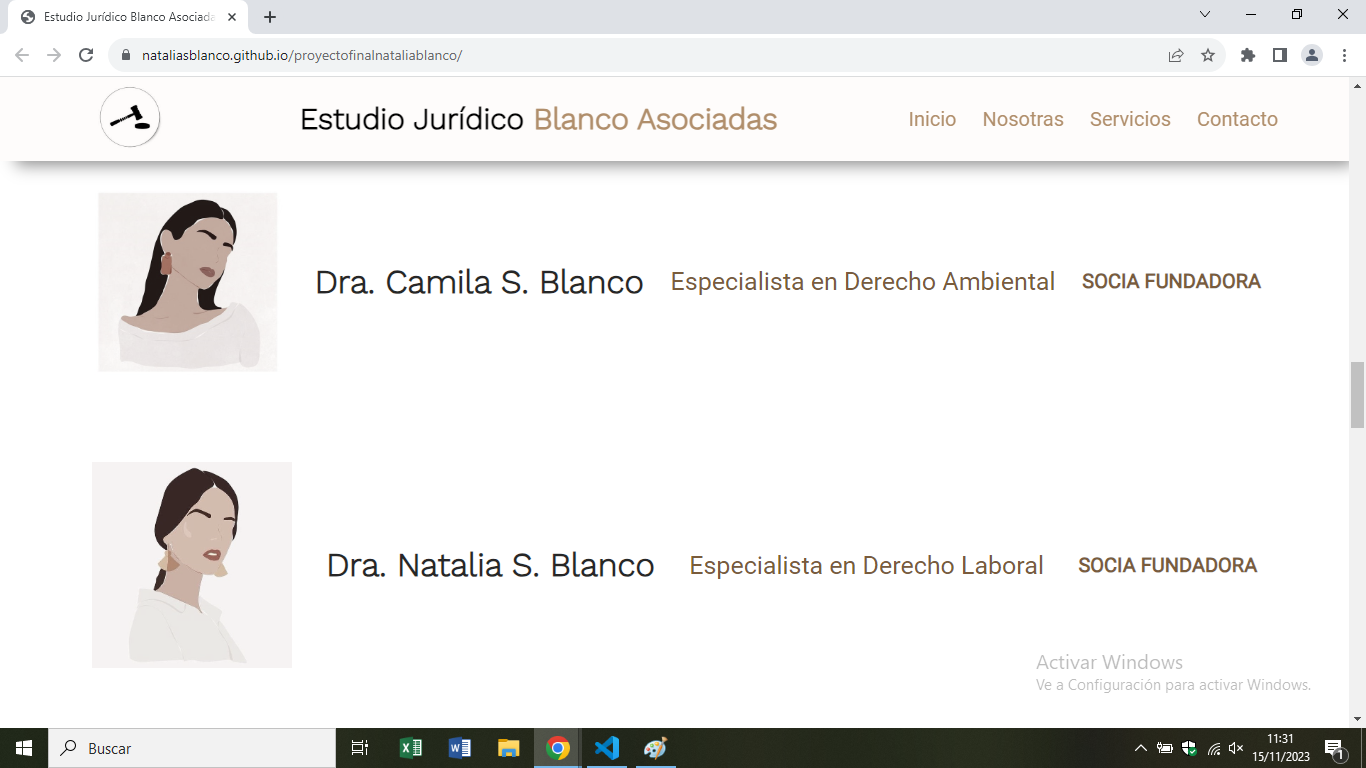 Estudio Jurídico Blanco Asociada
nataliasblanco.github.io/proyectofinalnataliablanco/
Estudio Jurídico Blanco Asociadas
Inicio Nosotras Servicios Contacto
Dra. Camila S. Blanco Especialista en Derecho Ambiental SOCIA FUNDADORA
Dra. Natalia S. Blanco Especialista en Derecho Laboral SOCIA FUNDADORA
Activar Windows
Ve a Configuración para activar Windows.
Buscar
11:31
15/11/2023
1